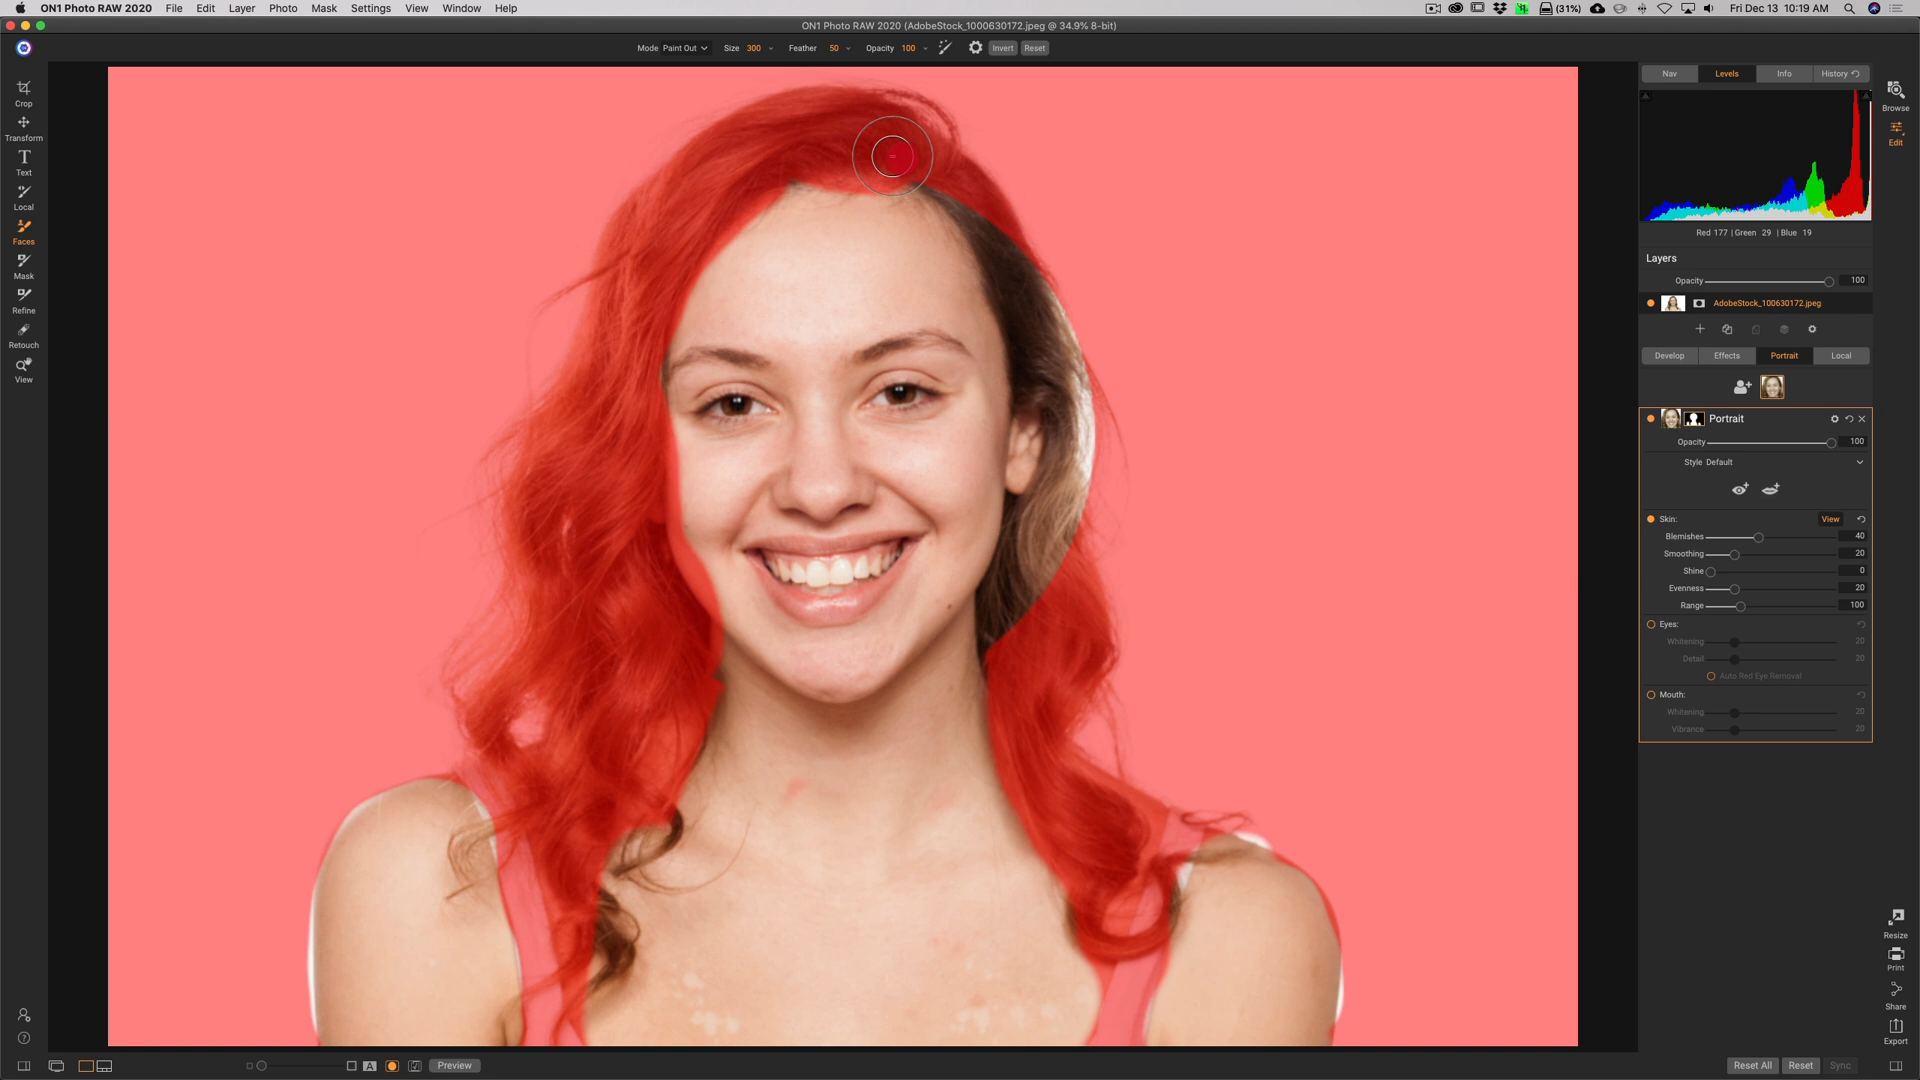 ON1 Photo RAW 2020 File Edit Layer Photo Mask Settings View Window Help (31%) Fri Dec 13 10:19 AM
ON1 Photo RAW 2020 (AdobeStock_1000630172.jpeg @ 34.9% 8-bit)
Mode Paint Out Size 300 Feather 50 Opacity 100 Invert Reset
Crop
Transform
Text
Local
Faces
Mask
Refine
Retouch
View
Nav Levels Info History
Red 177 | Green 29 | Blue 19
Layers
Opacity 100
AdobeStock_100630172.jpeg
Develop Effects Portrait Local
Portrait
Opacity 100
Style Default
Skin: View
Blemishes 40
Smoothing 20
Shine 0
Evenness 20
Range 100
Eyes:
Whitening 20
Detail 20
Auto Red Eye Removal
Mouth:
Whitening 20
Vibrance 20
Browse
Edit
Resize
Print
Share
Export
A Preview Reset All Reset Sync